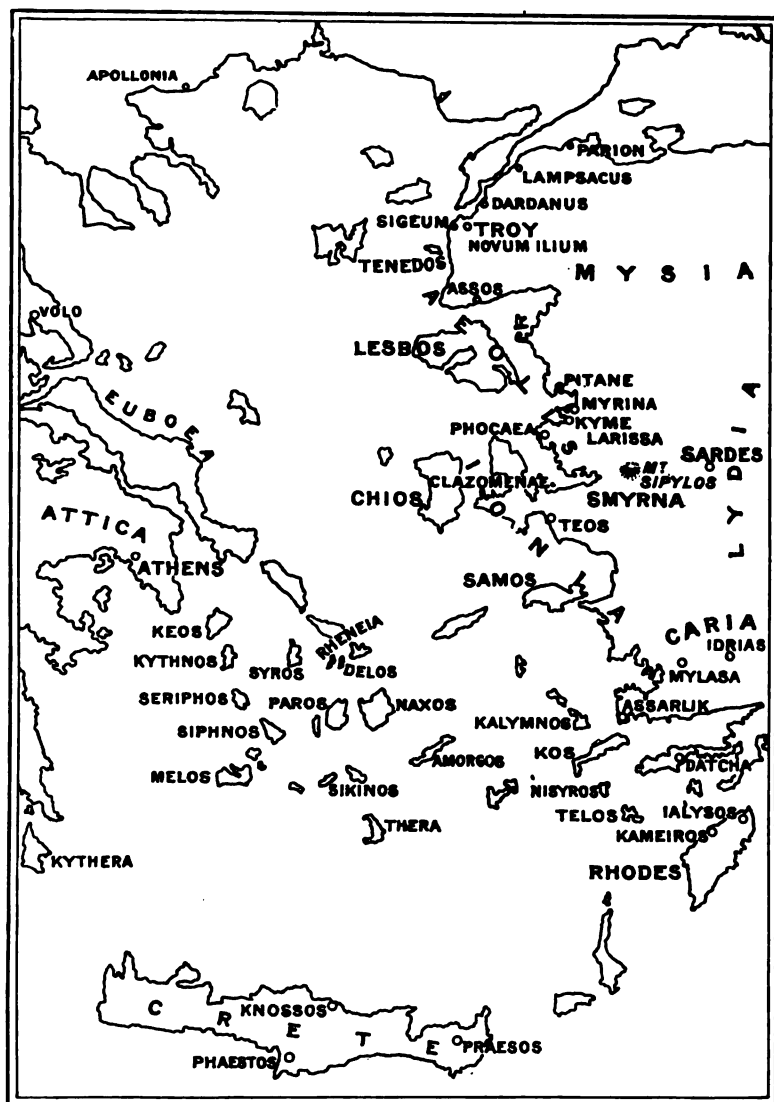 APOLLONIA
PARION
LAMPSACUS
DARDANUS
SIGEUM
TROY
NOVUM ILIUM
TENEDOS
MYSIA
ASSOS
AEOLIS
VOLO
LESBOS
EUBOEA
PITANE
MYRINA
KYME
PHOCAEA
LARISSA
SARDES
MT
SIPYLOS
LYDIA
CLAZOMENAE
CHIOS
SMYRNA
IONIA
TEOS
ATTICA
ATHENS
SAMOS
KEOS
RHENEIA
CARIA
IDRIAS
KYTHNOS
SYROS
DELOS
MYLASA
SERIPHOS
PAROS
NAXOS
ASSARLIK
SIPHNOS
KALYMNOS
MELOS
AMORGOS
KOS
DATCHA
SIKINOS
NISYROS
TELOS
IALYSOS
THERA
KAMEIROS
KYTHERA
RHODES
CRETE
KNOSSOS
PHAESTOS
PRAESOS